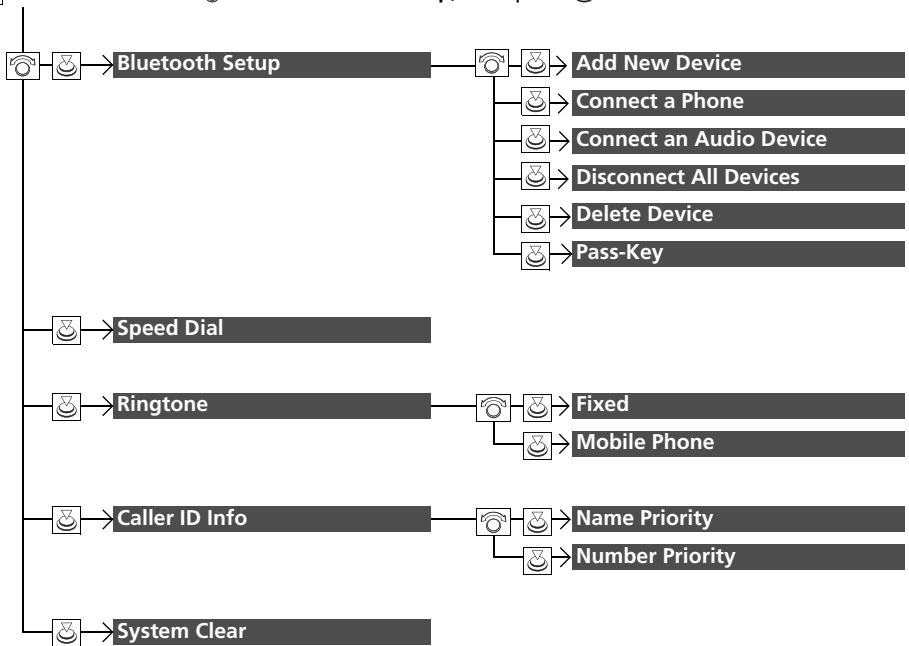 Bluetooth Setup
Add New Device
Connect a Phone
Connect an Audio Device
Disconnect All Devices
Delete Device
Pass-Key
Speed Dial
Ringtone
Fixed
Mobile Phone
Caller ID Info
Name Priority
Number Priority
System Clear